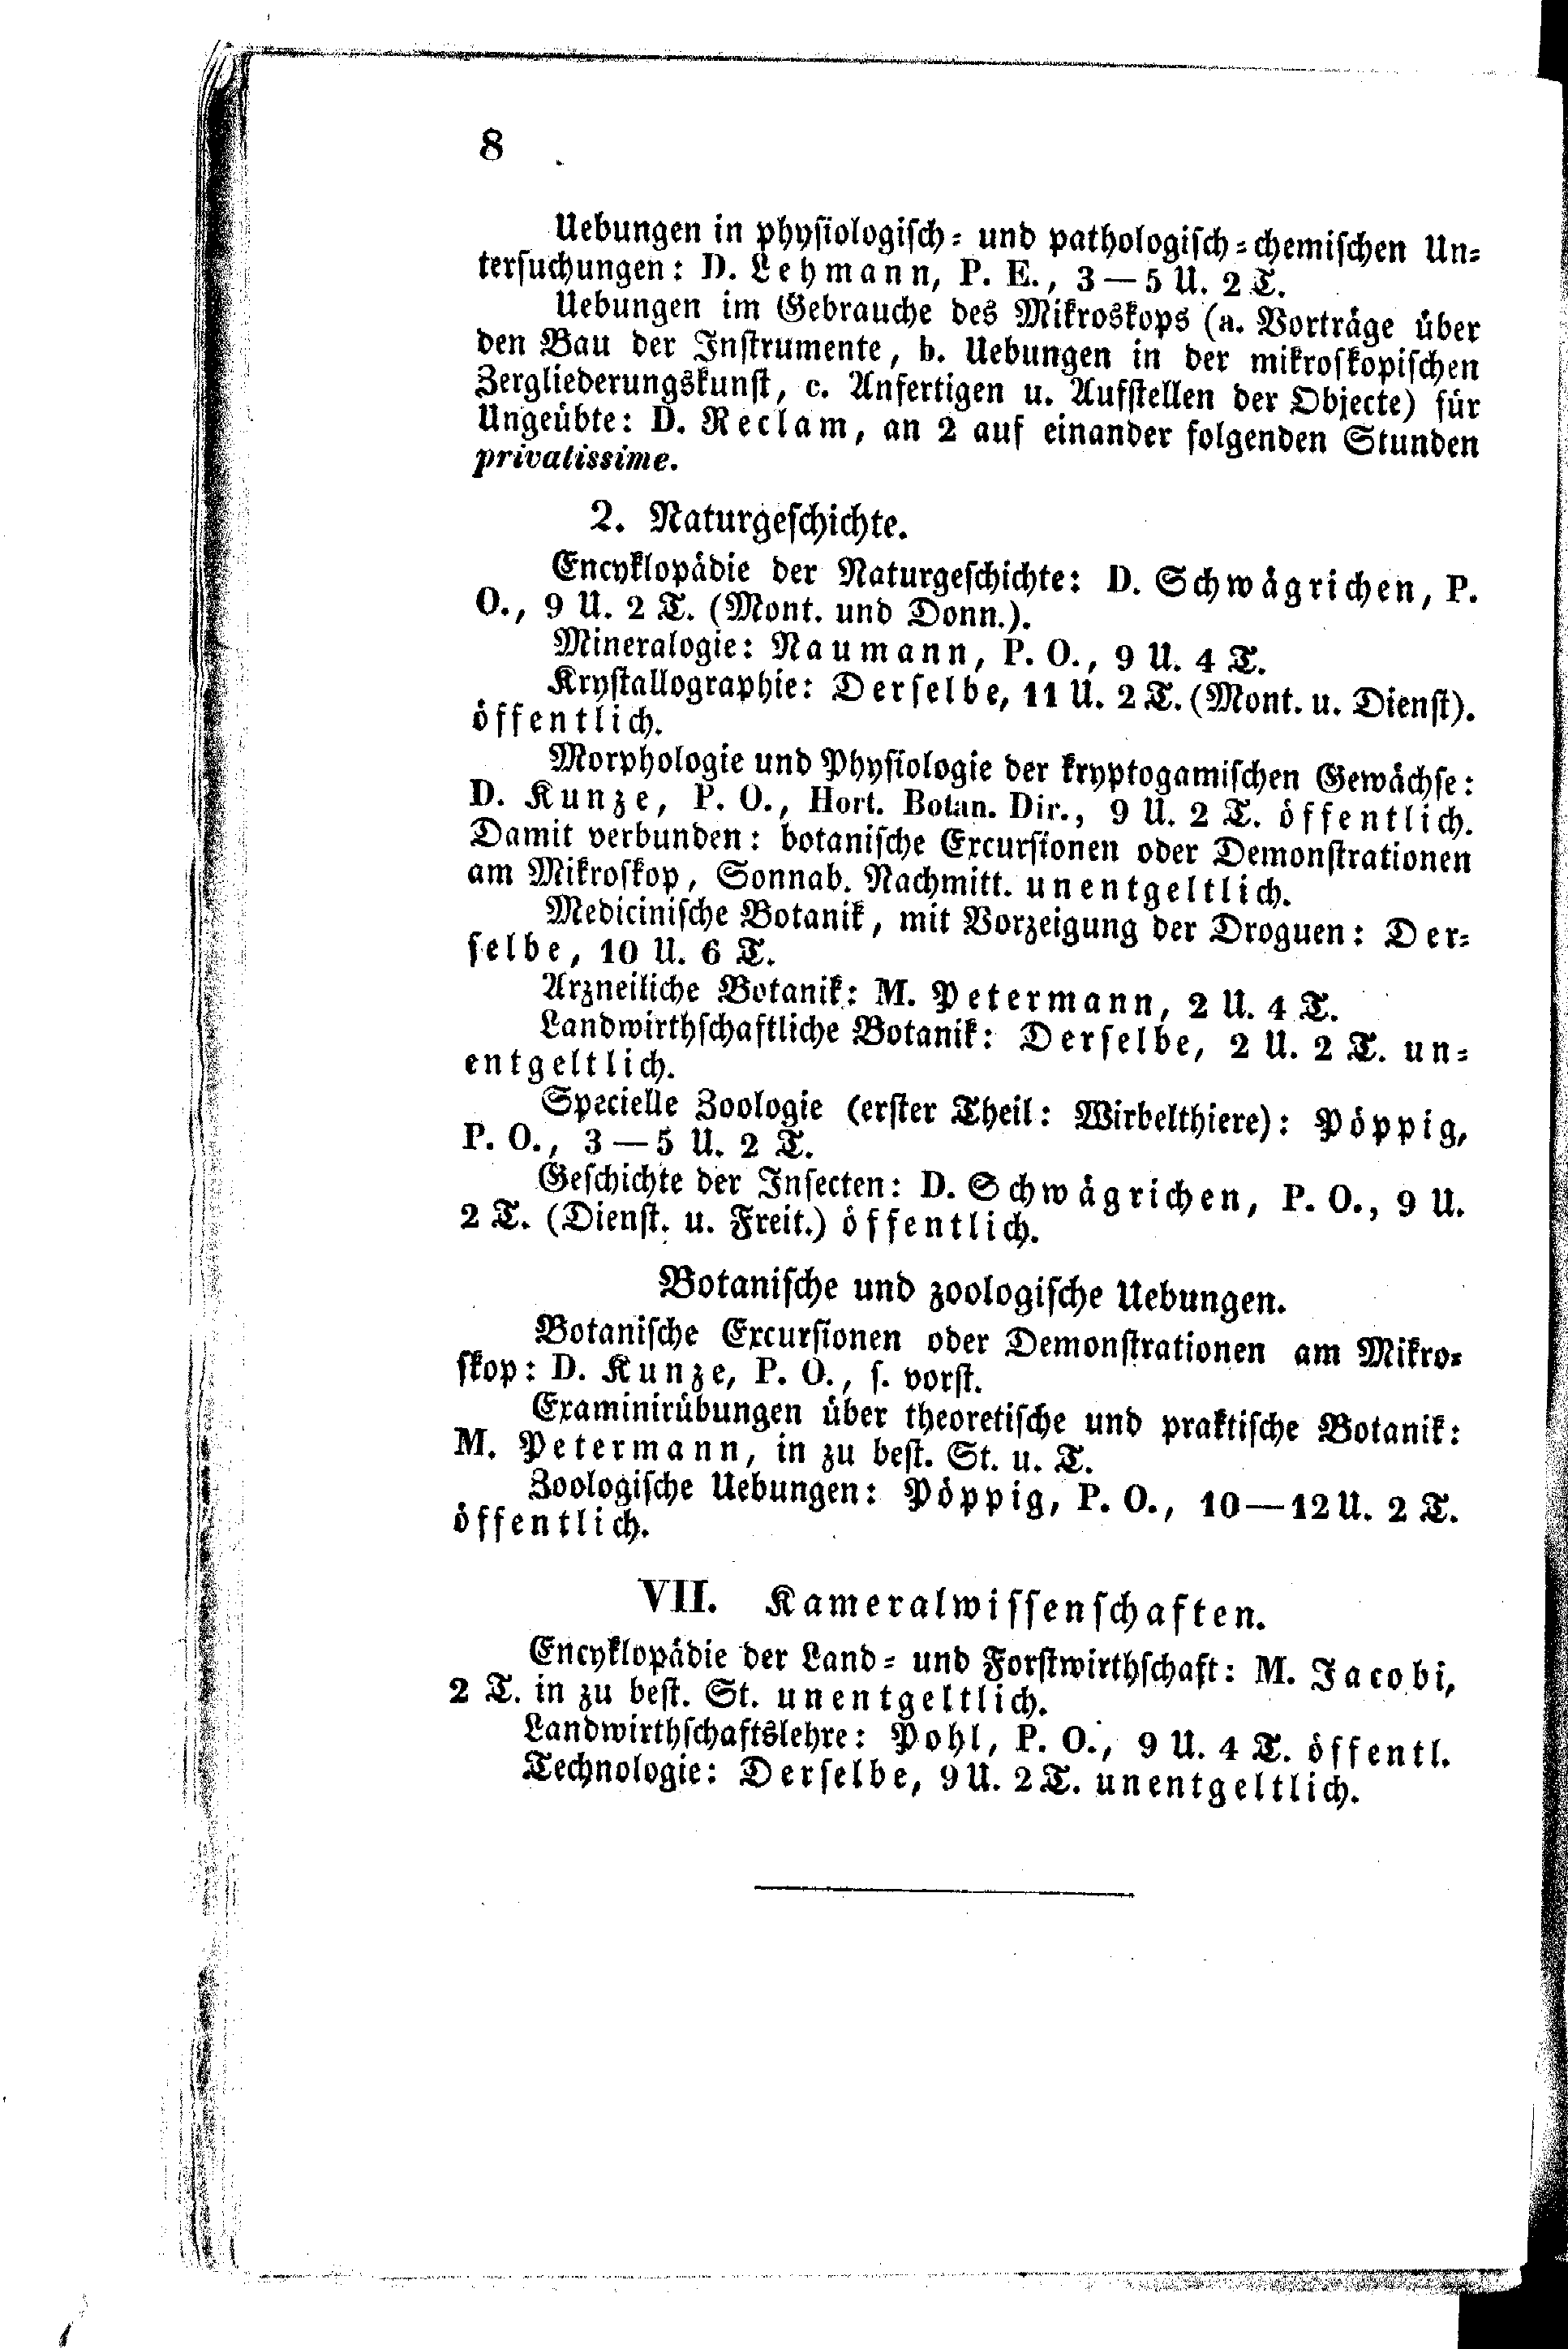 8
Uebungen in physiologisch- und pathologisch-chemischen Un-
tersuchungen: D. Lehmann, P. E., 3—5 U. 2 T.
Uebungen im Gebrauche des Mikroskops (a. Vorträge über
den Bau der Instrumente, b. Uebungen in der mikroskopischen
Zergliederungskunst, c. Anfertigen u. Aufstellen der Objecte) für
Ungeübte: D. Reclam, an 2 auf einander folgenden Stunden
privatissime.
2. Naturgeschichte.
Encyklopädie der Naturgeschichte: D. Schwägrichen, P.
O., 9 U. 2 T. (Mont. und Donn.).
Mineralogie: Naumann, P. O., 9 U. 4 T.
Krystallographie: Derselbe, 11 U. 2 T. (Mont. u. Dienst).
öffentlich.
Morphologie und Physiologie der kryptogamischen Gewächse:
D. Kunze, P. O., Hort. Botan. Dir., 9 U. 2 T. öffentlich.
Damit verbunden: botanische Excursionen oder Demonstrationen
am Mikroskop, Sonnab. Nachmitt. unentgeltlich.
Medicinische Botanik, mit Vorzeigung der Droguen: Der-
selbe, 10 U. 6 T.
Arzneiliche Botanik: M. Petermann, 2 U. 4 T.
Landwirthschaftliche Botanik: Derselbe, 2 U. 2 T. un-
entgeltlich.
Specielle Zoologie (erster Theil: Wirbelthiere): Pöppig,
P. O., 3—5 U. 2 T.
Geschichte der Insecten: D. Schwägrichen, P. O., 9 U.
2 T. (Dienst. u. Freit.) öffentlich.
Botanische und zoologische Uebungen.
Botanische Excursionen oder Demonstrationen am Mikro-
skop: D. Kunze, P. O., s. vorst.
Examinirübungen über theoretische und praktische Botanik:
M. Petermann, in zu best. St. u. T.
Zoologische Uebungen: Pöppig, P. O., 10—12 U. 2 T.
öffentlich.
VII. Kameralwissenschaften.
Encyklopädie der Land- und Forstwirthschaft: M. Jacobi,
2 T. in zu best. St. unentgeltlich.
Landwirthschaftslehre: Pohl, P. O., 9 U. 4 T. öffentl.
Technologie: Derselbe, 9 U. 2 T. unentgeltlich.